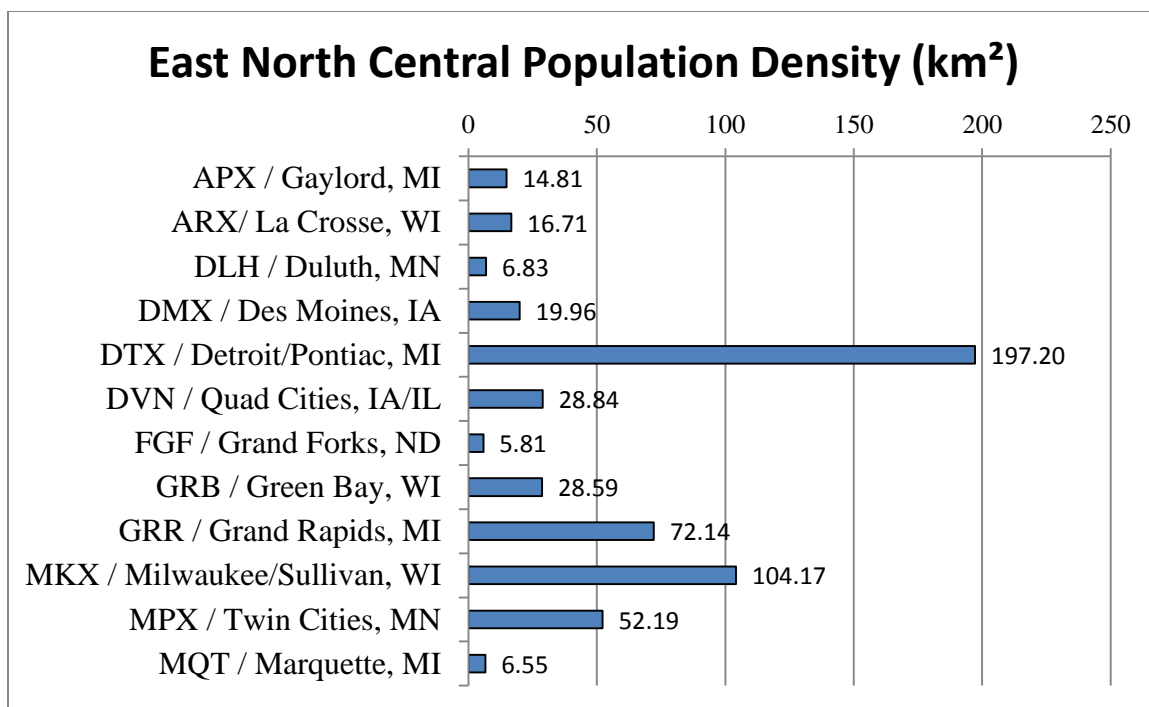 East North Central Population Density (km²)
0 50 100 150 200 250
APX / Gaylord, MI 14.81
ARX/ La Crosse, WI 16.71
DLH / Duluth, MN 6.83
DMX / Des Moines, IA 19.96
DTX / Detroit/Pontiac, MI 197.20
DVN / Quad Cities, IA/IL 28.84
FGF / Grand Forks, ND 5.81
GRB / Green Bay, WI 28.59
GRR / Grand Rapids, MI 72.14
MKX / Milwaukee/Sullivan, WI 104.17
MPX / Twin Cities, MN 52.19
MQT / Marquette, MI 6.55